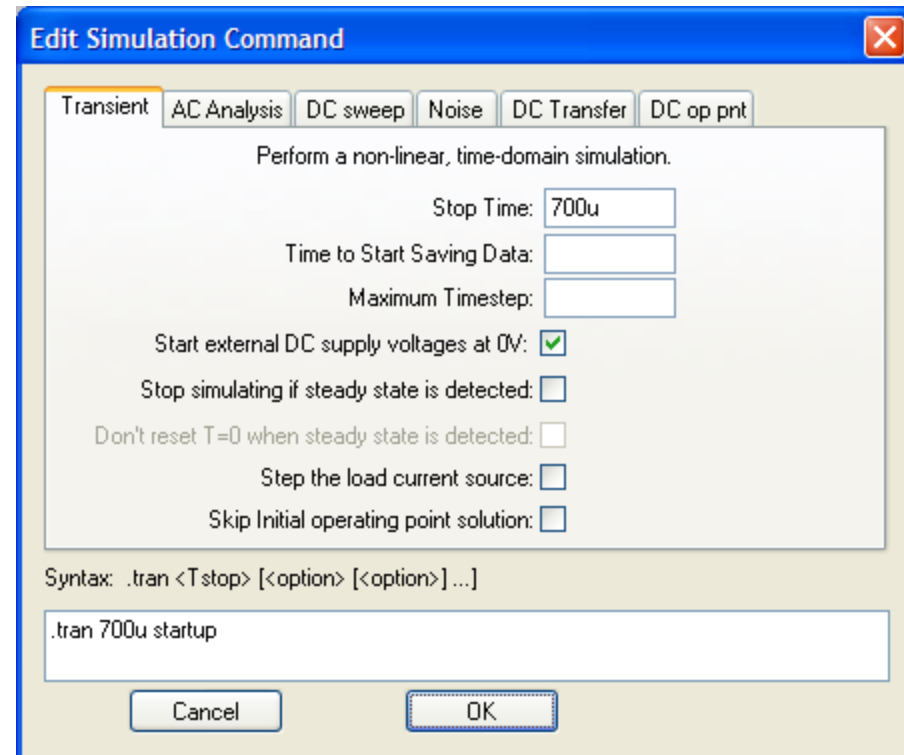 Edit Simulation Command
Transient AC Analysis DC sweep Noise DC Transfer DC op pnt
Perform a non-linear, time-domain simulation.
Stop Time: 700u
Time to Start Saving Data:
Maximum Timestep:
Start external DC supply voltages at 0V:
Stop simulating if steady state is detected:
Don't reset T=0 when steady state is detected:
Step the load current source:
Skip Initial operating point solution:
Syntax: .tran <Tstop> [<option> [<option>] ...]
.tran 700u startup
Cancel OK